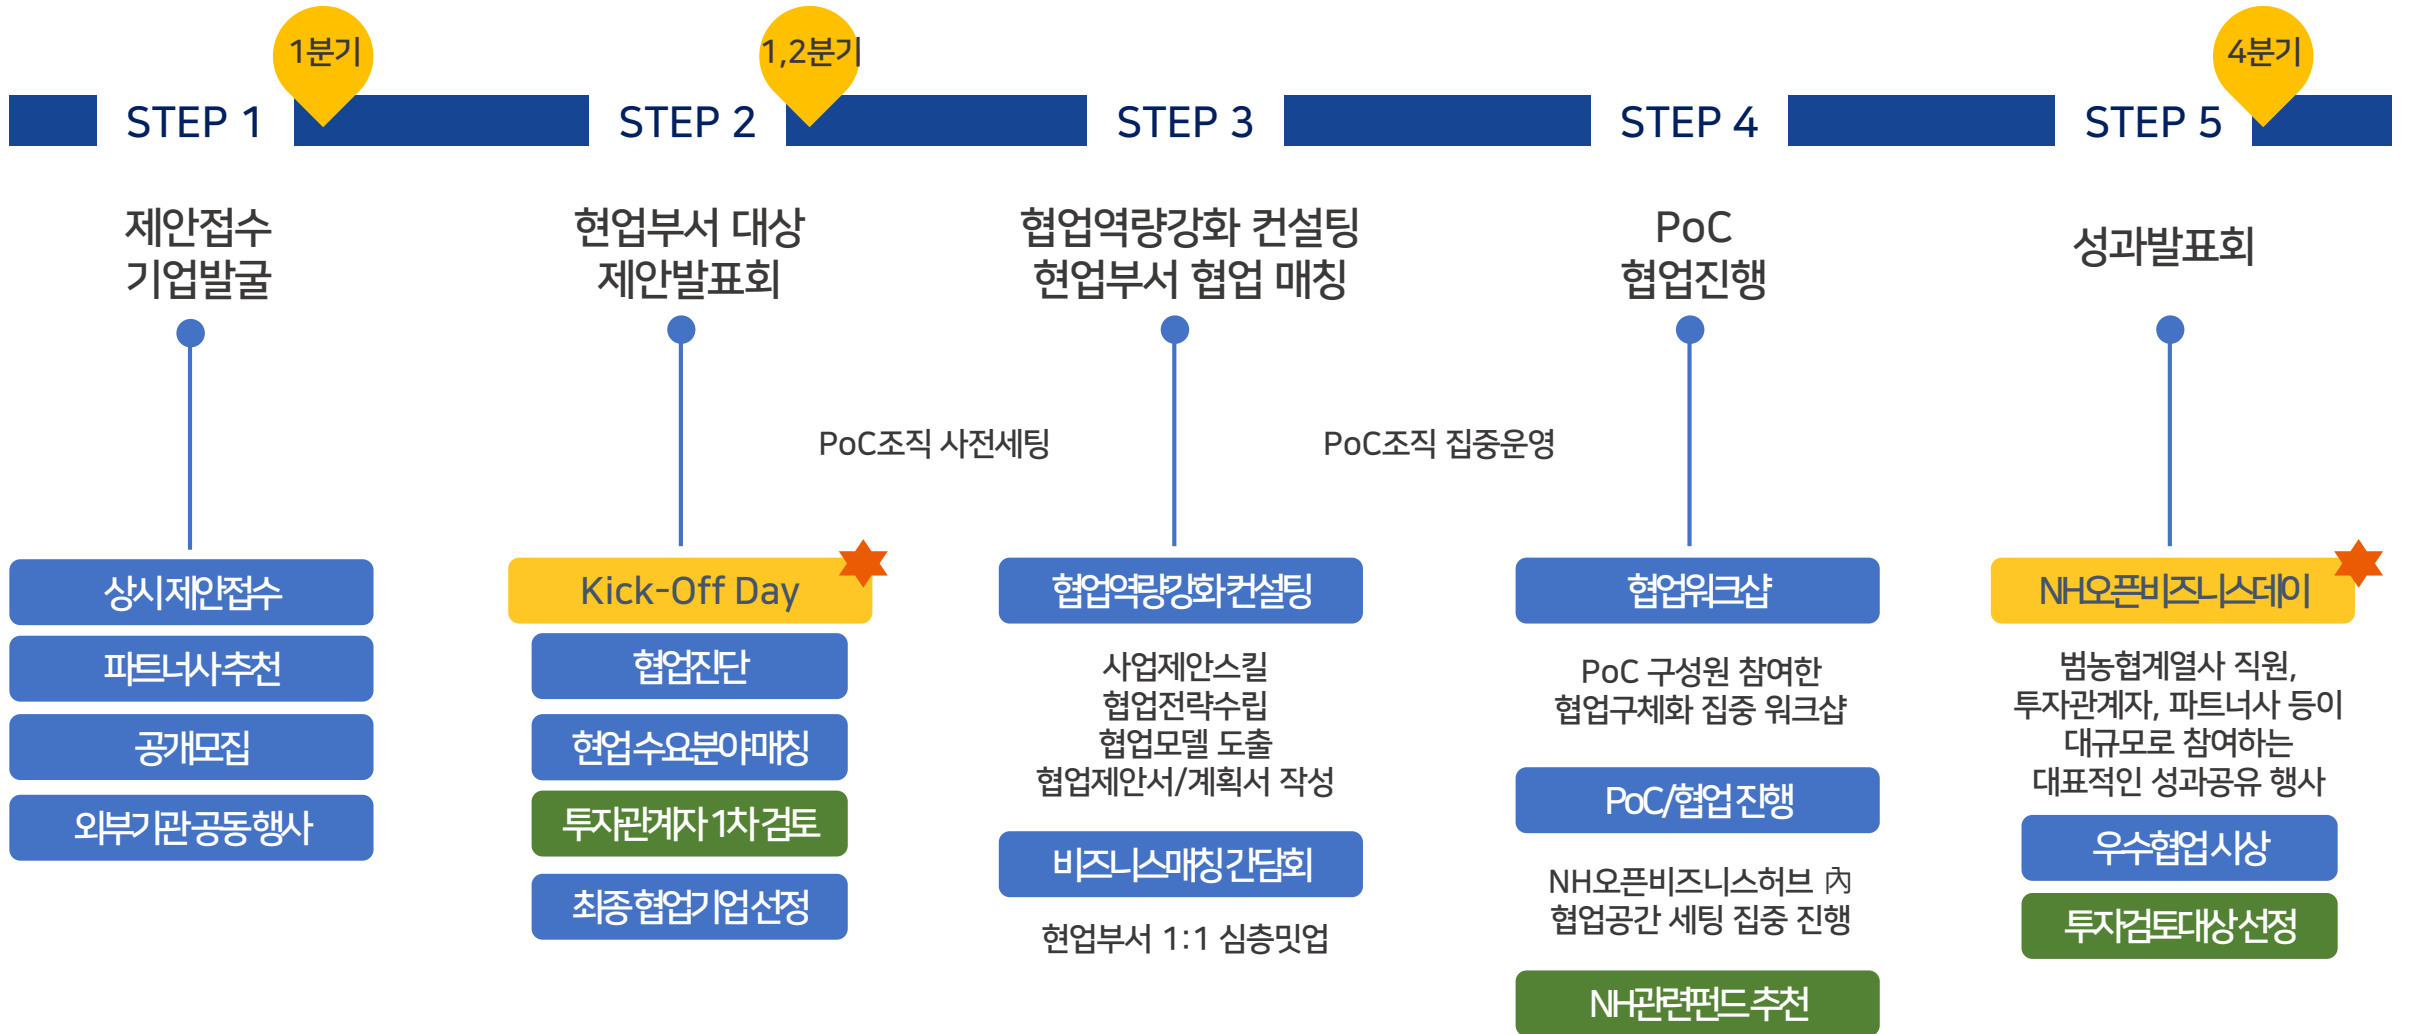 1분기
1,2분기
4분기
STEP 1
STEP 2
STEP 3
STEP 4
STEP 5
제안접수
기업발굴
현업부서 대상
제안발표회
협업역량강화 컨설팅
현업부서 협업 매칭
PoC
협업진행
성과발표회
PoC조직 사전세팅
PoC조직 집중운영
상시 제안접수
파트너사 추천
공개모집
외부기관 공동 행사
Kick-Off Day
협업진단
현업 수요분야 매칭
투자관계자 1차 검토
최종 협업기업 선정
협업역량강화 컨설팅
사업제안스킬
협업전략수립
협업모델 도출
협업제안서/계획서 작성
비즈니스매칭 간담회
현업부서 1:1 심층밋업
협업워크샵
PoC 구성원 참여한
협업구체화 집중 워크샵
PoC/협업 진행
NH오픈비즈니스허브 內
협업공간 세팅 집중 진행
NH관련펀드 추천
NH오픈비즈니스데이
범농협계열사 직원,
투자관계자, 파트너사 등이
대규모로 참여하는
대표적인 성과공유 행사
우수협업 시상
투자검토대상 선정